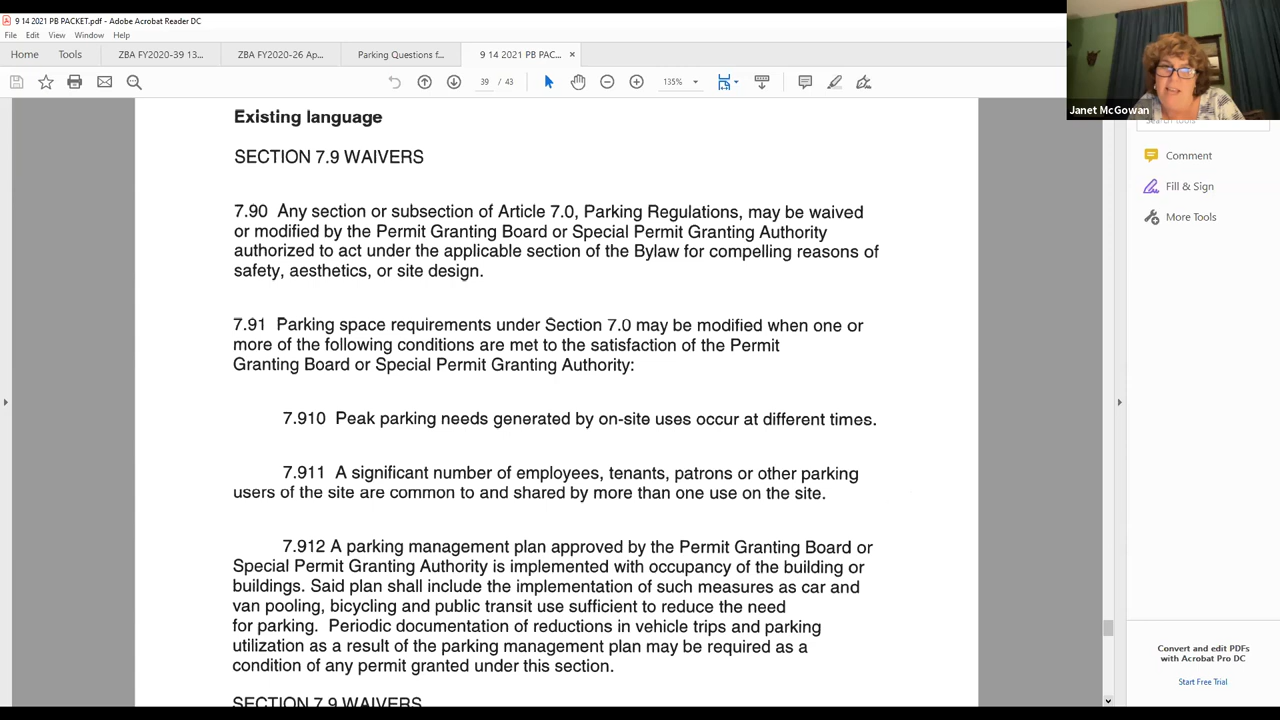 9 14 2021 PB PACKET.pdf - Adobe Acrobat Reader DC
File Edit View Sign Window Help
Home Tools ZBA FY2020-39 13... ZBA FY2020-26 Ap... Parking Questions f... 9 14 2021 PB PAC... ×
39 / 43 135%
Janet McGowan
Search tools
Comment
Fill & Sign
More Tools
Existing language
SECTION 7.9 WAIVERS
7.90 Any section or subsection of Article 7.0, Parking Regulations, may be waived
or modified by the Permit Granting Board or Special Permit Granting Authority
authorized to act under the applicable section of the Bylaw for compelling reasons of
safety, aesthetics, or site design.
7.91 Parking space requirements under Section 7.0 may be modified when one or
more of the following conditions are met to the satisfaction of the Permit
Granting Board or Special Permit Granting Authority:
7.910 Peak parking needs generated by on-site uses occur at different times.
7.911 A significant number of employees, tenants, patrons or other parking
users of the site are common to and shared by more than one use on the site.
7.912 A parking management plan approved by the Permit Granting Board or
Special Permit Granting Authority is implemented with occupancy of the building or
buildings. Said plan shall include the implementation of such measures as car and
van pooling, bicycling and public transit use sufficient to reduce the need
for parking. Periodic documentation of reductions in vehicle trips and parking
utilization as a result of the parking management plan may be required as a
condition of any permit granted under this section.
SECTION 7.9 WAIVERS
Convert and edit PDFs
with Acrobat Pro DC
Start Free Trial